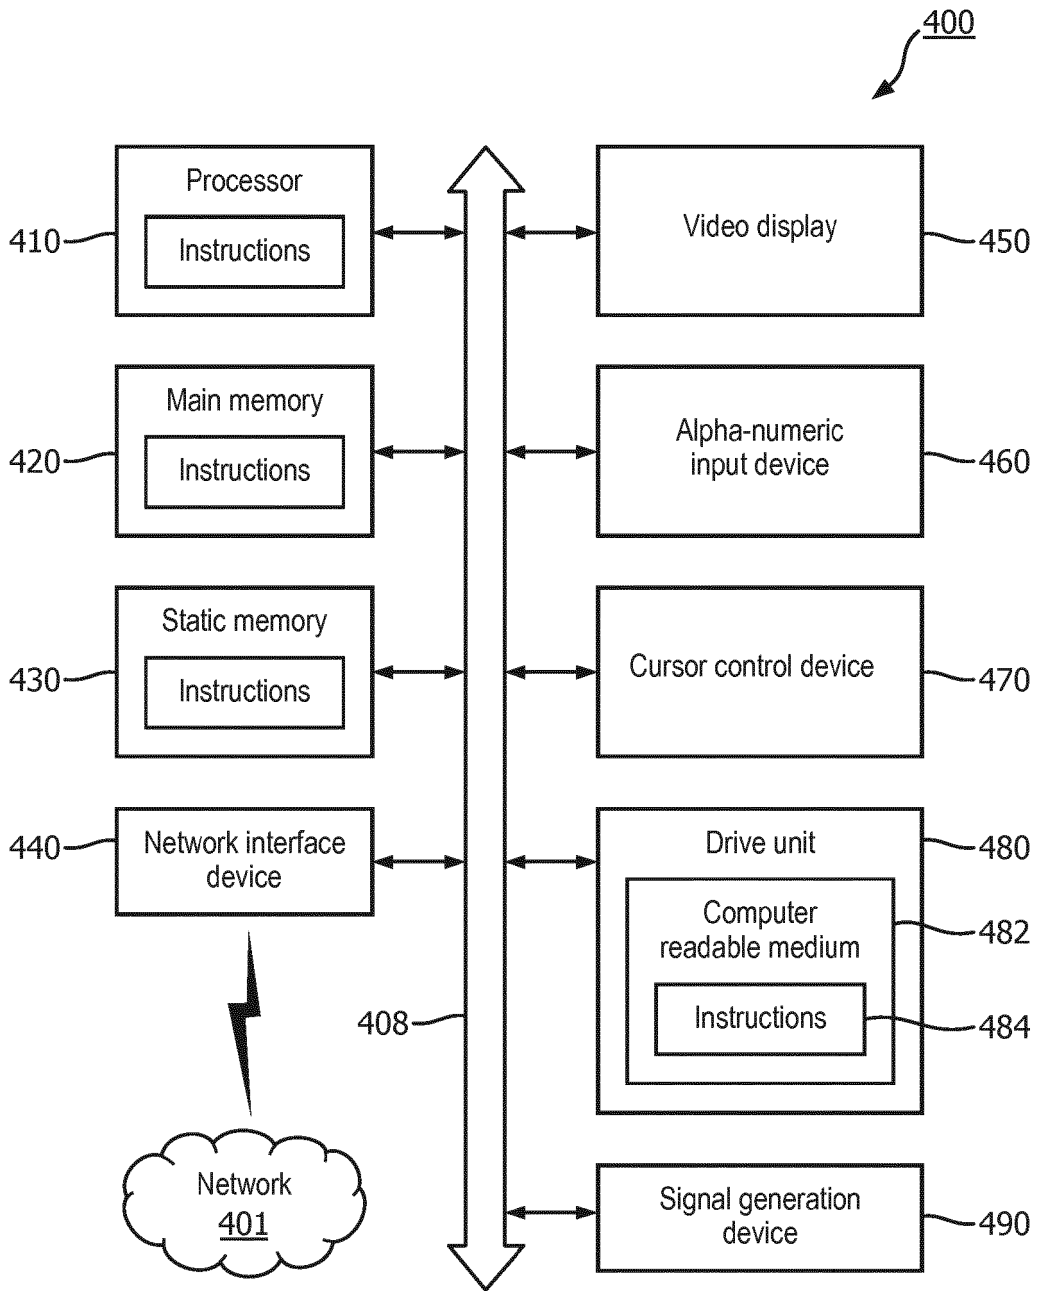 400
Processor
Instructions
410
Video display
450
Main memory
Instructions
420
Alpha-numeric
input device
460
Static memory
Instructions
430
Cursor control device
470
Network interface
device
440
Drive unit
480
Computer
readable medium
482
Instructions
484
408
Network
401
Signal generation
device
490